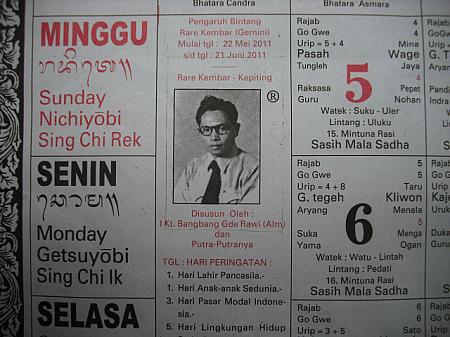 Bhatara Candra
Bhatara Asmara
MINGGU
Sunday
Nichiyōbi
Sing Chi Rek
SENIN
Monday
Getsuyōbi
Sing Chi Ik
SELASA
Pengaruh Bintang
Rare Kembar (Gemini)
Mulai tgl : 22 Mei 2011
s/d tgl : 21 Juni 2011
Rare Kembar - Kepiting
®
Disusun Oleh :
I Kt. Bangbang Gde Rawi (Alm)
dan
Putra-Putranya
TGL : HARI PERINGATAN :
1. Hari Lahir Pancasila.-
1. Hari Anak-anak Sedunia.-
3. Hari Pasar Modal Indone-
sia.-
5. Hari Lingkungan Hidup
Rajab 4
Go Gwe 4
Urip = 5 + 4 Mina
Pasah Wage
Tungleh Jaya
5
4
Raksasa Pepet
Guru Nohan
Watek : Suku - Uler
Lintang : Uluku
15. Mintuna Rasi
Sasih Mala Sadha
Rajab 5
Go Gwe 5
Urip = 4 + 8 Taru
G. tegeh Kliwon
Aryang Menala
6
5
Suka Menga
Yama Ogan
Watek : Watu - Lintah
Lintang : Pedati
16. Mintuna Rasi
Sasih Mala Sadha
Rajab 6
Go Gwe 6
Urip = 3 + 5 Sato